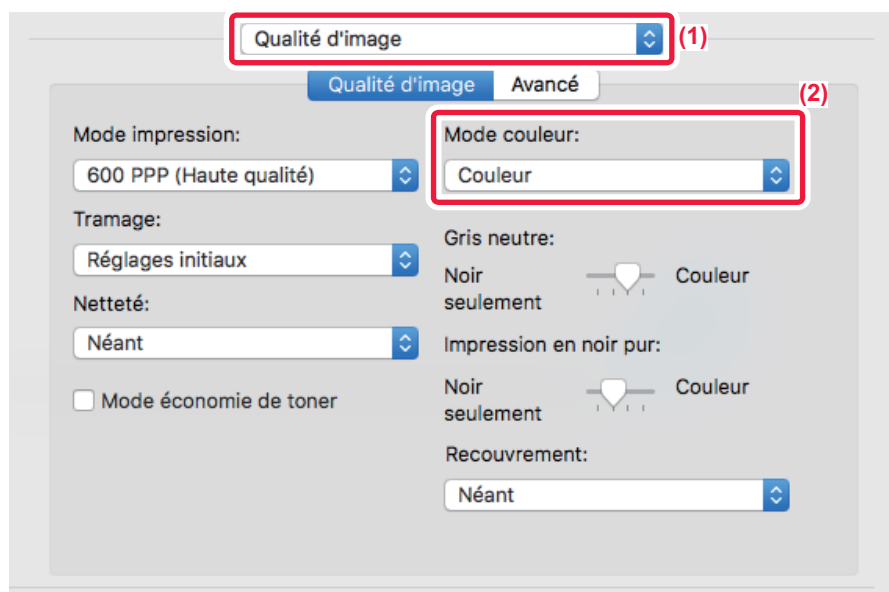 Qualité d'image
(1)
Qualité d'image
Avancé
(2)
Mode impression:
600 PPP (Haute qualité)
Tramage:
Réglages initiaux
Netteté:
Néant
Mode économie de toner
Mode couleur:
Couleur
Gris neutre:
Noir
seulement
Couleur
Impression en noir pur:
Noir
seulement
Couleur
Recouvrement:
Néant